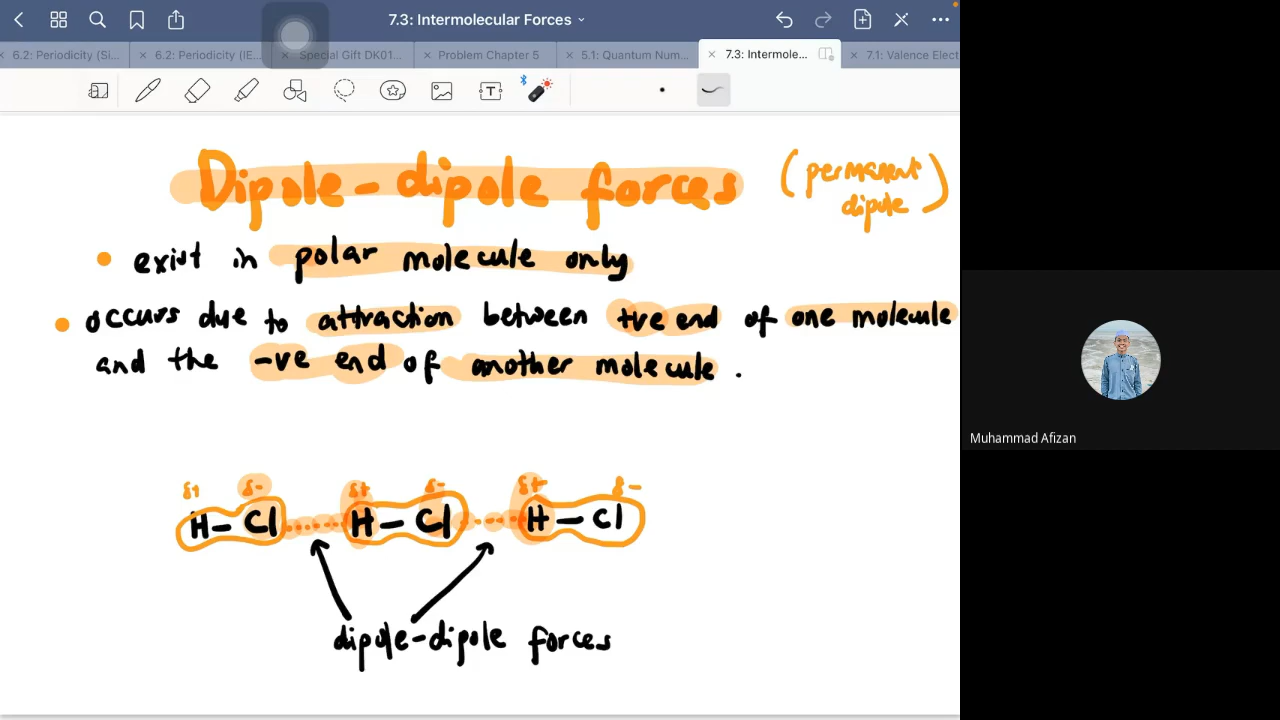 7.3: Intermolecular Forces
6.2: Periodicity (Si...
6.2: Periodicity (IE...
Special Gift DK01...
Problem Chapter 5
5.1: Quantum Num...
7.3: Intermole...
7.1: Valence Elect
T
Dipole-dipole forces
(permanent
dipole)
• exist in polar molecule only
• occurs due to attraction between +ve end of one molecule
and the -ve end of another molecule.
δ+ δ- δ+ δ- δ+ δ-
H-Cl......H-Cl.....H-Cl
dipole-dipole forces
Muhammad Afizan